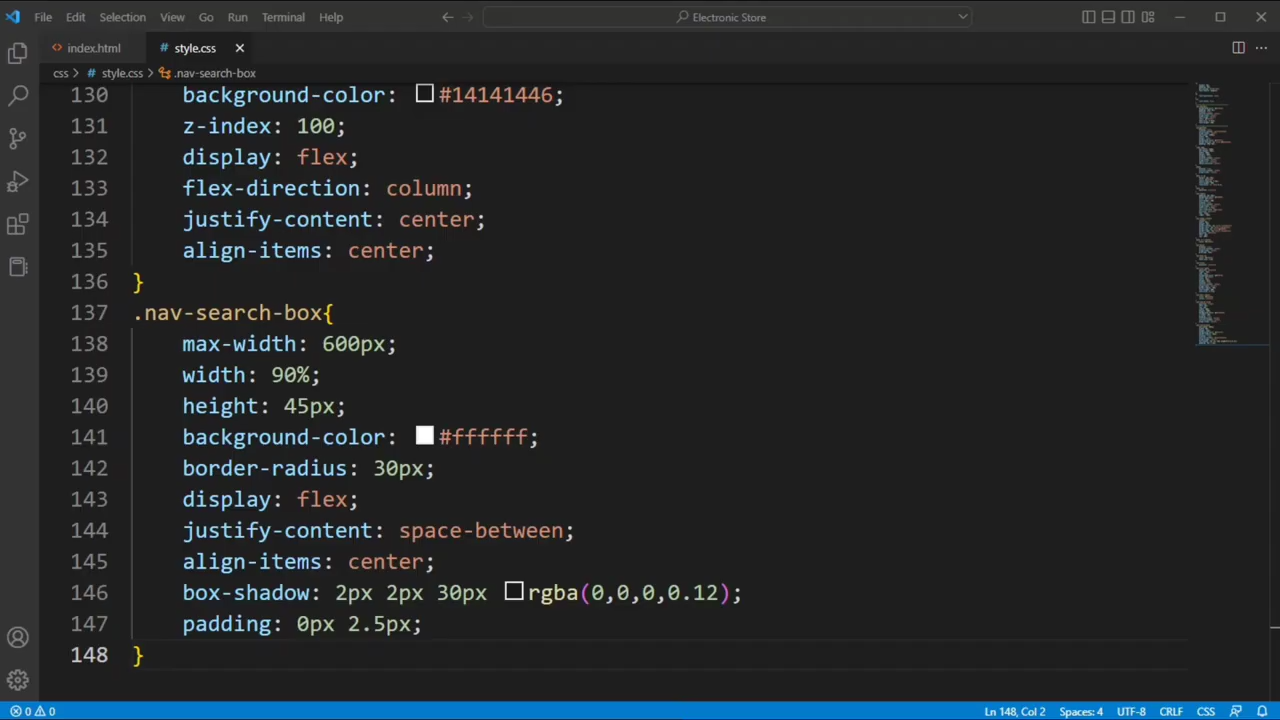 File Edit Selection View Go Run Terminal Help Electronic Store
index.html style.css
css > style.css > .nav-search-box
130 background-color: #14141446;
131 z-index: 100;
132 display: flex;
133 flex-direction: column;
134 justify-content: center;
135 align-items: center;
136 }
137 .nav-search-box{
138 max-width: 600px;
139 width: 90%;
140 height: 45px;
141 background-color: #ffffff;
142 border-radius: 30px;
143 display: flex;
144 justify-content: space-between;
145 align-items: center;
146 box-shadow: 2px 2px 30px rgba(0,0,0,0.12);
147 padding: 0px 2.5px;
148 }
0 0 Ln 148, Col 2 Spaces: 4 UTF-8 CRLF CSS